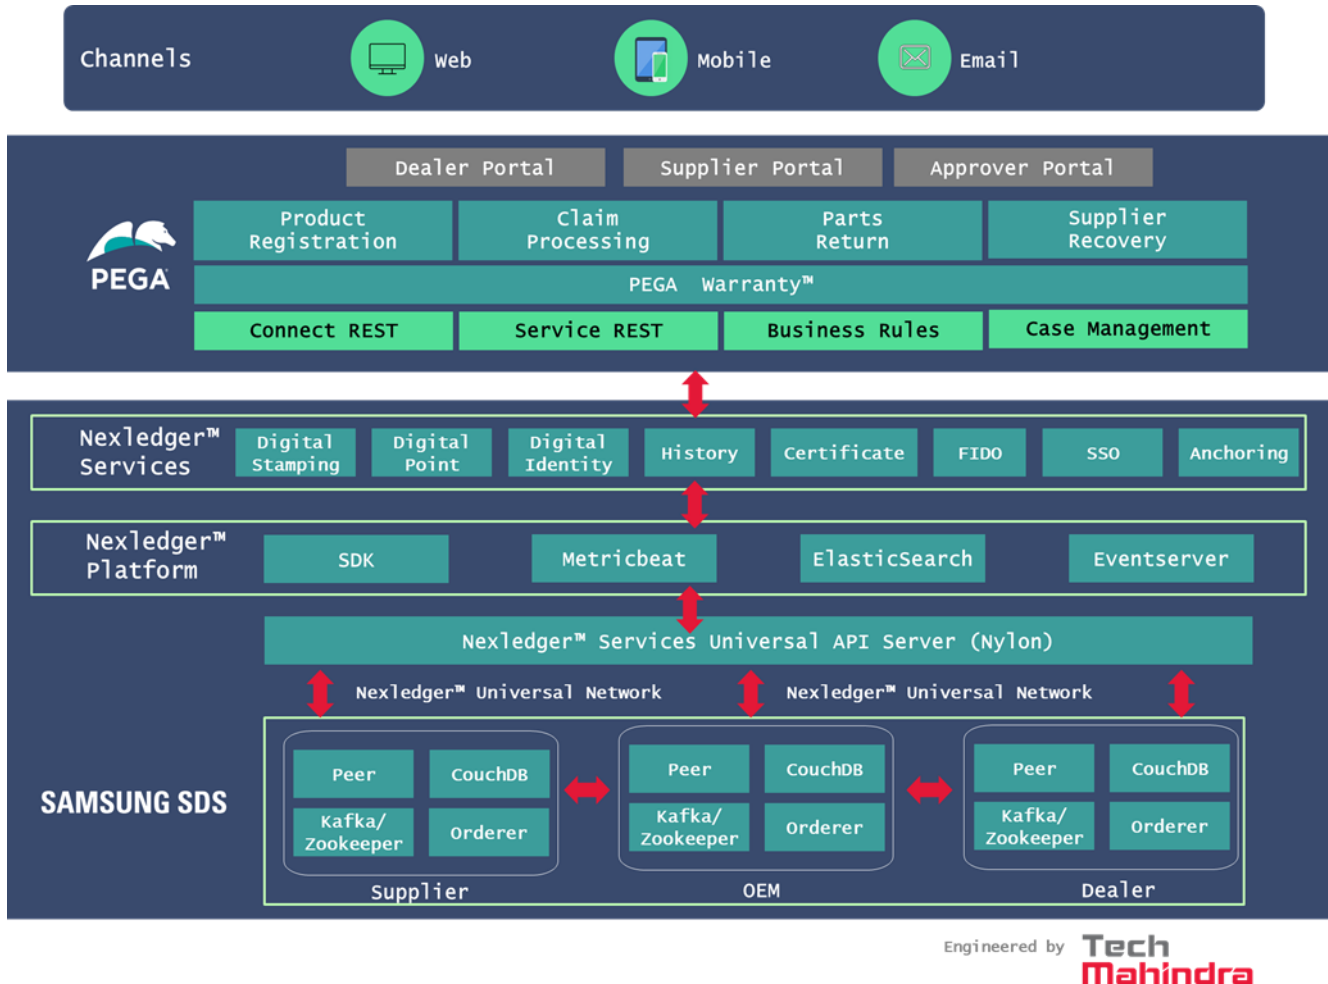 Channels
Web
Mobile
Email
Dealer Portal
Supplier Portal
Approver Portal
PEGA
Product
Registration
Claim
Processing
Parts
Return
Supplier
Recovery
PEGA Warranty™
Connect REST
Service REST
Business Rules
Case Management
Nexledger™
Services
Digital
Stamping
Digital
Point
Digital
Identity
History
Certificate
FIDO
SSO
Anchoring
Nexledger™
Platform
SDK
Metricbeat
ElasticSearch
Eventserver
Nexledger™ Services Universal API Server (Nylon)
Nexledger™ Universal Network
Nexledger™ Universal Network
SAMSUNG SDS
Peer
CouchDB
Kafka/
Zookeeper
Orderer
Supplier
Peer
CouchDB
Kafka/
Zookeeper
Orderer
OEM
Peer
CouchDB
Kafka/
Zookeeper
Orderer
Dealer
Engineered by
Tech
Mahindra